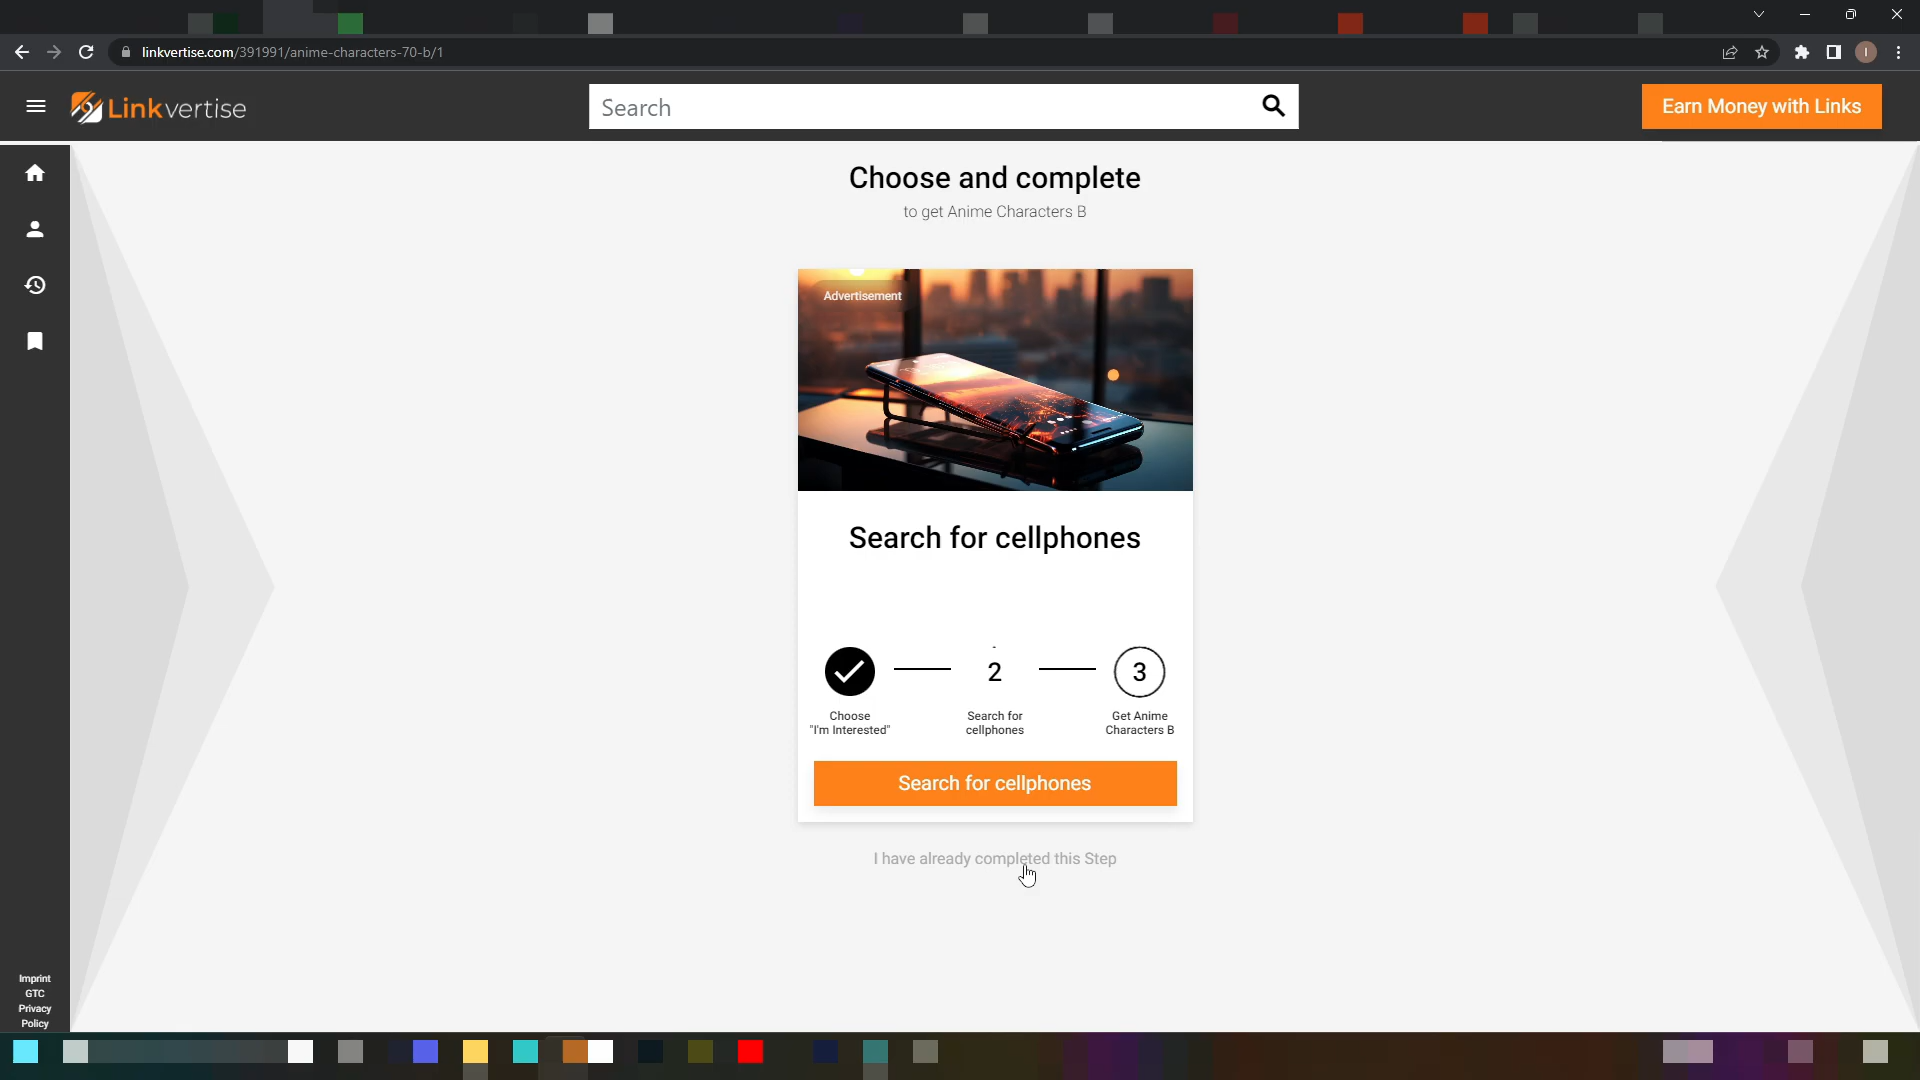 linkvertise.com/391991/anime-characters-70-b/1
I
Linkvertise
Search
Earn Money with Links
Choose and complete
to get Anime Characters B
Advertisement
Search for cellphones
2
3
Choose
"I'm Interested"
Search for
cellphones
Get Anime
Characters B
Search for cellphones
I have already completed this Step
Imprint
GTC
Privacy
Policy